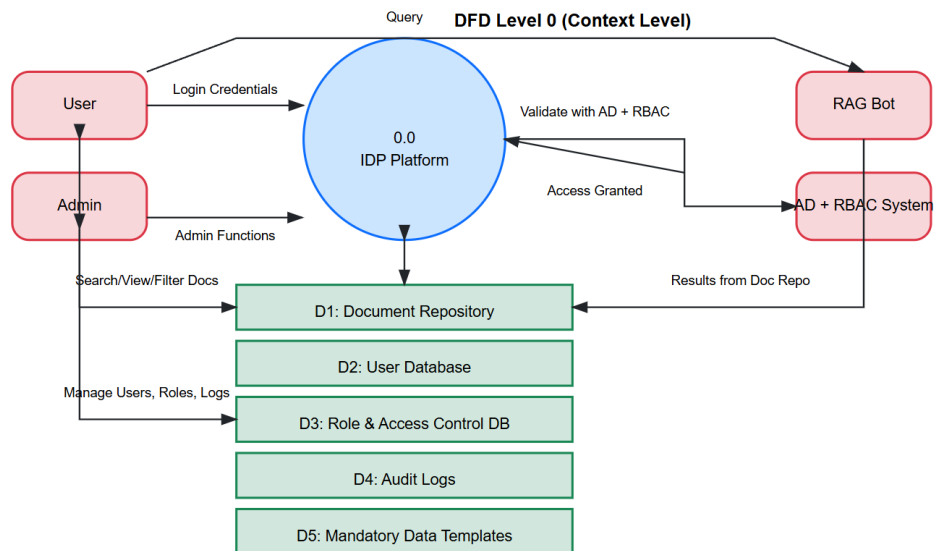 Query
DFD Level 0 (Context Level)
User
Login Credentials
RAG Bot
Validate with AD + RBAC
0.0
IDP Platform
Access Granted
Admin
AD + RBAC System
Admin Functions
Search/View/Filter Docs
Results from Doc Repo
D1: Document Repository
D2: User Database
Manage Users, Roles, Logs
D3: Role & Access Control DB
D4: Audit Logs
D5: Mandatory Data Templates